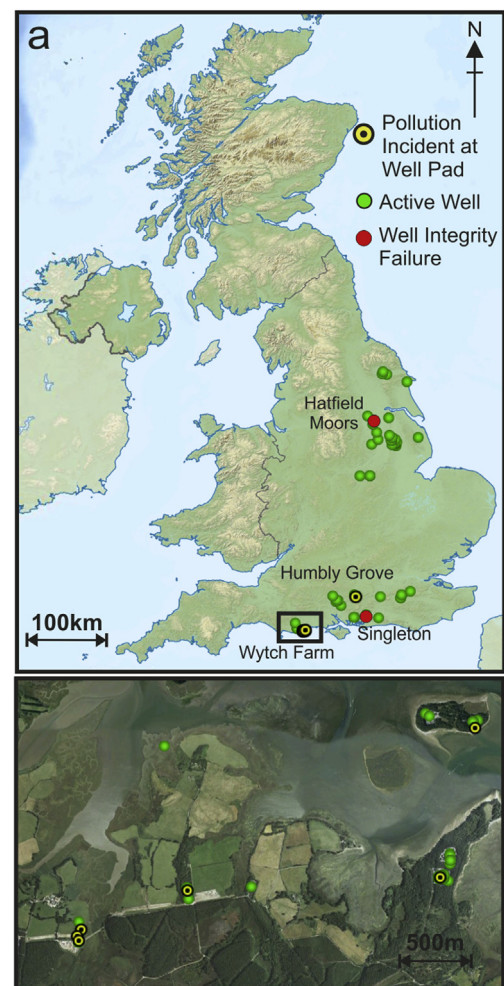 a
N
Pollution
Incident at
Well Pad
Active Well
Well Integrity
Failure
Hatfield
Moors
Humbly Grove
Singleton
Wytch Farm
100km
500m